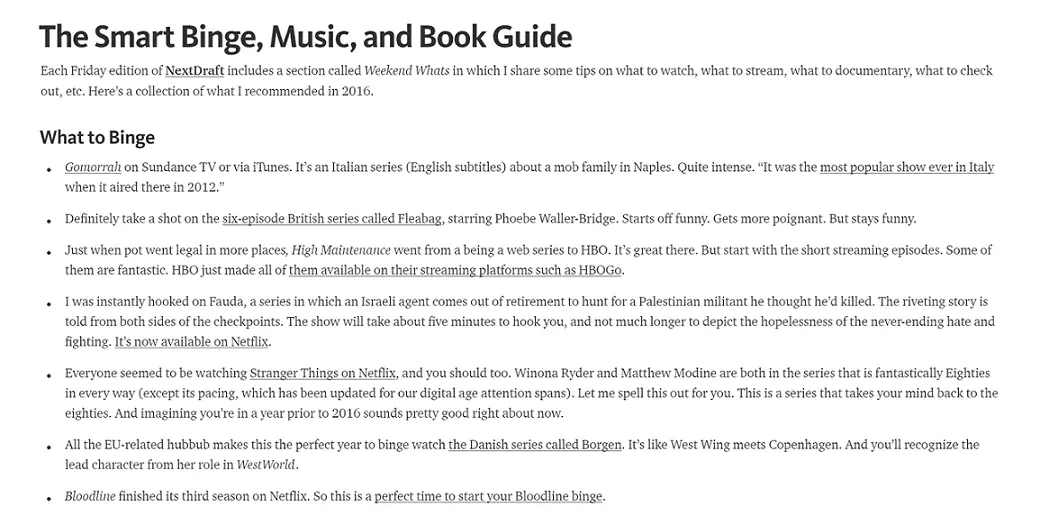 The Smart Binge, Music, and Book Guide
Each Friday edition of NextDraft includes a section called Weekend Whats in which I share some tips on what to watch, what to stream, what to documentary, what to check
out, etc. Here's a collection of what I recommended in 2016.
What to Binge
• Gomorrah on Sundance TV or via iTunes. It's an Italian series (English subtitles) about a mob family in Naples. Quite intense. “It was the most popular show ever in Italy
when it aired there in 2012.”
• Definitely take a shot on the six-episode British series called Fleabag, starring Phoebe Waller-Bridge. Starts off funny. Gets more poignant. But stays funny.
• Just when pot went legal in more places, High Maintenance went from a being a web series to HBO. It's great there. But start with the short streaming episodes. Some of
them are fantastic. HBO just made all of them available on their streaming platforms such as HBOGo.
• I was instantly hooked on Fauda, a series in which an Israeli agent comes out of retirement to hunt for a Palestinian militant he thought he'd killed. The riveting story is
told from both sides of the checkpoints. The show will take about five minutes to hook you, and not much longer to depict the hopelessness of the never-ending hate and
fighting. It's now available on Netflix.
• Everyone seemed to be watching Stranger Things on Netflix, and you should too. Winona Ryder and Matthew Modine are both in the series that is fantastically Eighties
in every way (except its pacing, which has been updated for our digital age attention spans). Let me spell this out for you. This is a series that takes your mind back to the
eighties. And imagining you're in a year prior to 2016 sounds pretty good right about now.
• All the EU-related hubbub makes this the perfect year to binge watch the Danish series called Borgen. It's like West Wing meets Copenhagen. And you'll recognize the
lead character from her role in WestWorld.
• Bloodline finished its third season on Netflix. So this is a perfect time to start your Bloodline binge.